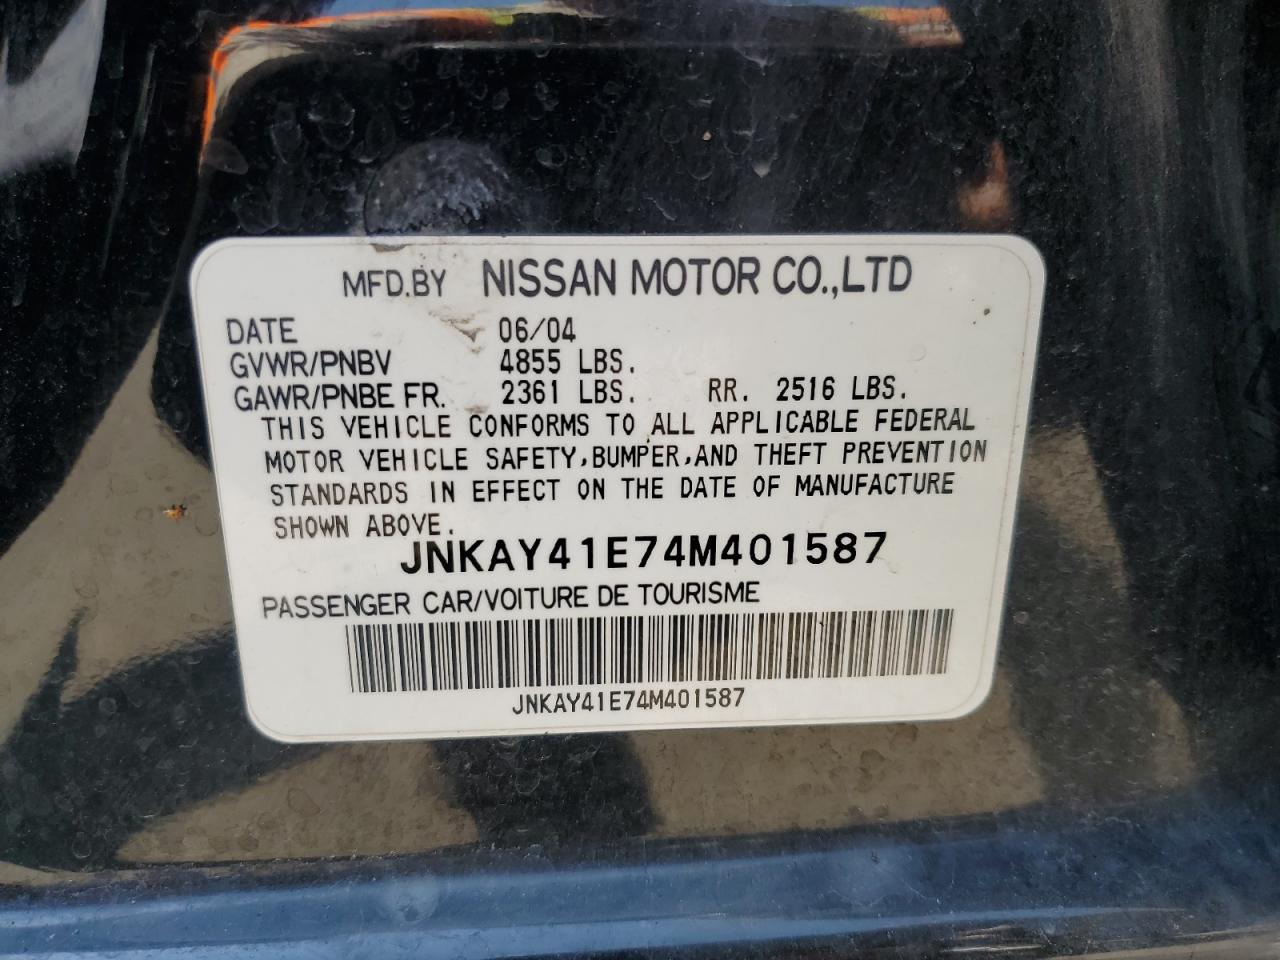 MFD.BY NISSAN MOTOR CO.,LTD
DATE 06/04
GVWR/PNBV 4855 LBS.
GAWR/PNBE FR. 2361 LBS. RR. 2516 LBS.
THIS VEHICLE CONFORMS TO ALL APPLICABLE FEDERAL
MOTOR VEHICLE SAFETY,BUMPER,AND THEFT PREVENTION
STANDARDS IN EFFECT ON THE DATE OF MANUFACTURE
SHOWN ABOVE.
JNKAY41E74M401587
PASSENGER CAR/VOITURE DE TOURISME
JNKAY41E74M401587